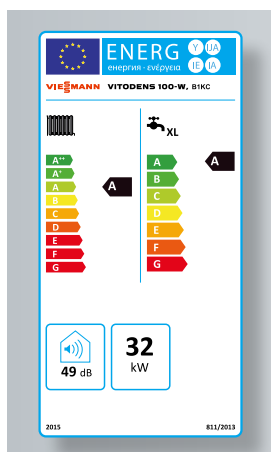 ENERG Y IJA
енергия · ενέργεια IE IA
VIESMANN VITODENS 100-W, B1KC
XL
A++
A+
A
B
C
D
E
F
G
A
A
B
C
D
E
F
G
A
49 dB
32
kW
2015 811/2013